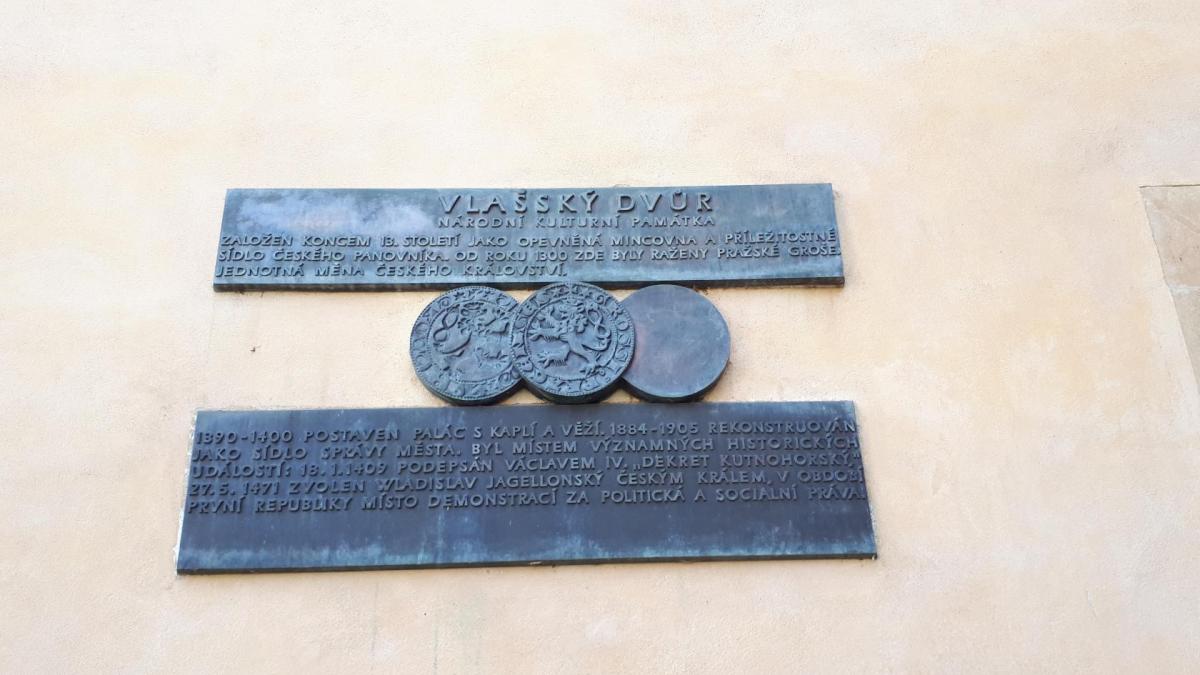 VLAŠSKÝ DVŮR
NÁRODNÍ KULTURNÍ PAMÁTKA
ZALOŽEN KONCEM 13. STOLETÍ JAKO OPEVNĚNÁ MINCOVNA A PŘÍLEŽITOSTNÉ
SÍDLO ČESKÉHO PANOVNÍKA. OD ROKU 1300 ZDE BYLY RAŽENY PRAŽSKÉ GROŠE.
JEDNOTNÁ MĚNA ČESKÉHO KRÁLOVSTVÍ.
1390-1400 POSTAVEN PALÁC S KAPLÍ A VĚŽÍ. 1884-1905 REKONSTRUOVÁN
JAKO SÍDLO SPRÁVY MĚSTA. BYL MÍSTEM VÝZNAMNÝCH HISTORICKÝCH
UDÁLOSTÍ: 18.1.1409 PODEPSÁN VÁCLAVEM IV. „DEKRET KUTNOHORSKÝ",
27.5. 1471 ZVOLEN WLADISLAV JAGELLONSKÝ ČESKÝM KRÁLEM, V OBDOBÍ
PRVNÍ REPUBLIKY MÍSTO DEMONSTRACÍ ZA POLITICKÁ A SOCIÁLNÍ PRÁVA.